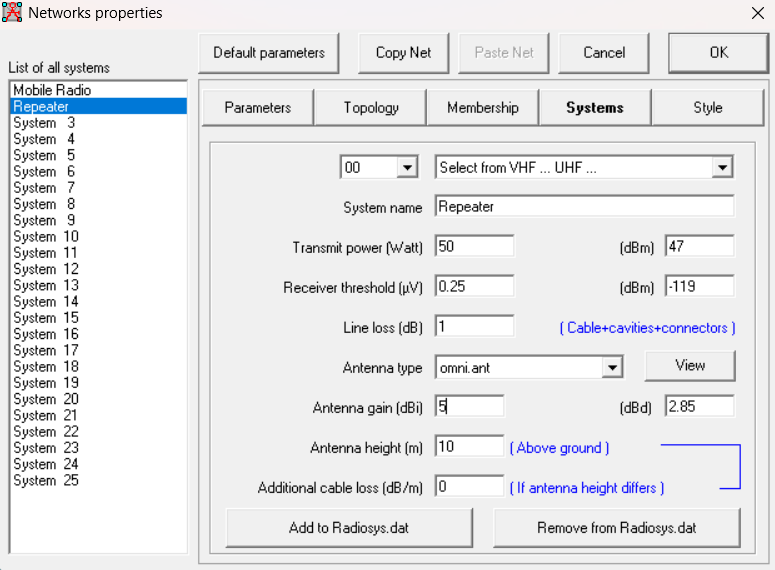 Networks properties
Default parameters
Copy Net
Paste Net
Cancel
OK
List of all systems
Mobile Radio
Repeater
System 3
System 4
System 5
System 6
System 7
System 8
System 9
System 10
System 11
System 12
System 13
System 14
System 15
System 16
System 17
System 18
System 19
System 20
System 21
System 22
System 23
System 24
System 25
Parameters
Topology
Membership
Systems
Style
00
Select from VHF ... UHF ...
System name Repeater
Transmit power (Watt) 50 (dBm) 47
Receiver threshold (µV) 0.25 (dBm) -119
Line loss (dB) 1 ( Cable+cavities+connectors )
Antenna type omni.ant View
Antenna gain (dBi) 5 (dBd) 2.85
Antenna height (m) 10 ( Above ground )
Additional cable loss (dB/m) 0 ( If antenna height differs )
Add to Radiosys.dat
Remove from Radiosys.dat